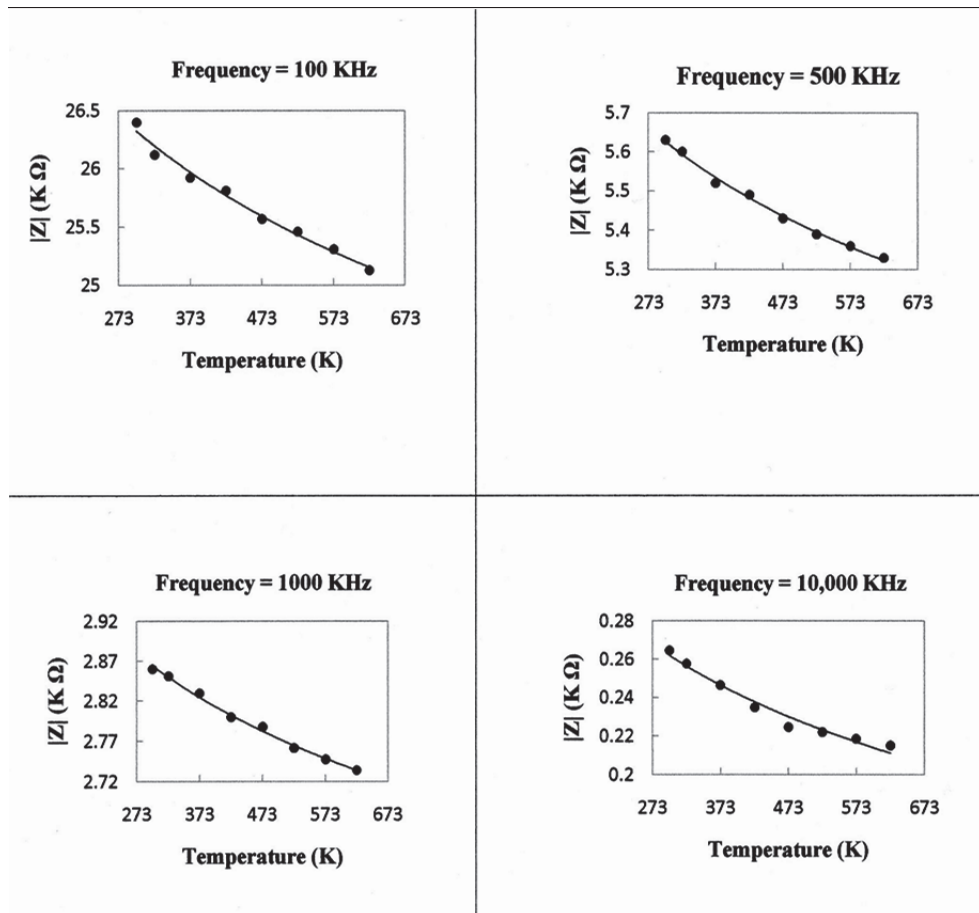 Frequency = 100 KHz
26.5
26
25.5
25
|Z| (K Ω)
273 373 473 573 673
Temperature (K)
Frequency = 500 KHz
5.7
5.6
5.5
5.4
5.3
|Z| (K Ω)
273 373 473 573 673
Temperature (K)
Frequency = 1000 KHz
2.92
2.87
2.82
2.77
2.72
|Z| (K Ω)
273 373 473 573 673
Temperature (K)
Frequency = 10,000 KHz
0.28
0.26
0.24
0.22
0.2
|Z| (K Ω)
273 373 473 573 673
Temperature (K)